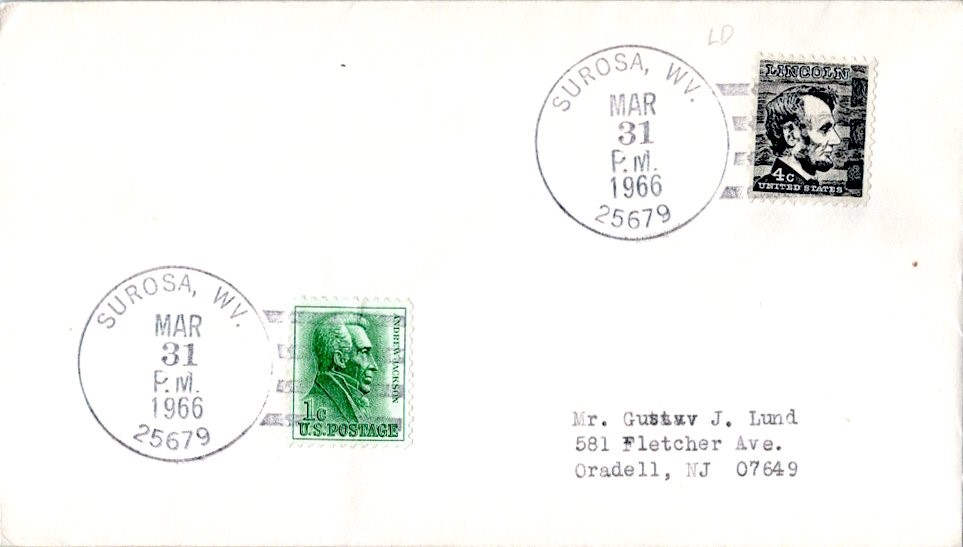 LD
SUROSA, WV.
MAR
31
P.M.
1966
25679
LINCOLN
4c
UNITED STATES
SUROSA, WV.
MAR
31
P.M.
1966
25679
ANDREW JACKSON
1c
U.S. POSTAGE
Mr. Gustav J. Lund
581 Fletcher Ave.
Oradell, NJ 07649